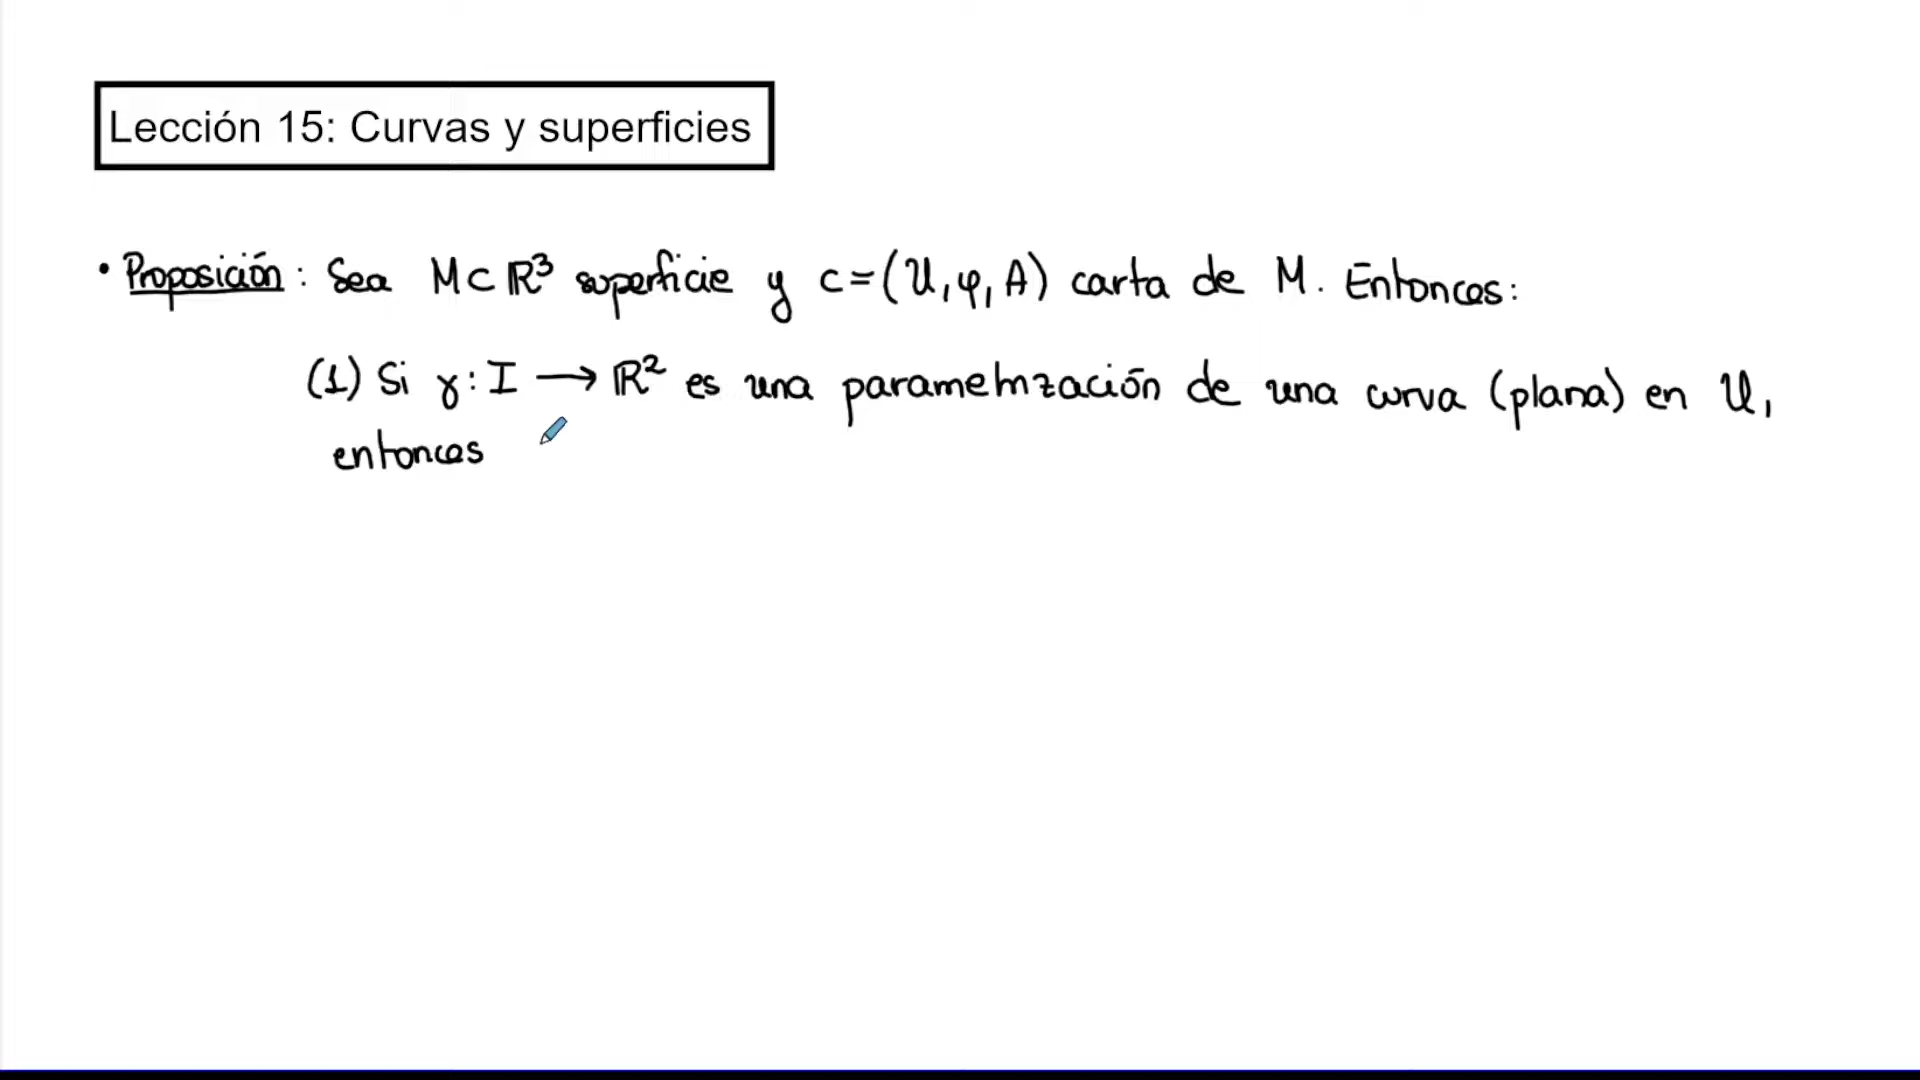 Lección 15: Curvas y superficies
• Proposición: Sea M⊂ℝ³ superficie y c=(U,φ,A) carta de M. Entonces:
(1) Si γ: I ⟶ ℝ² es una parametrización de una curva (plana) en U,
entonces